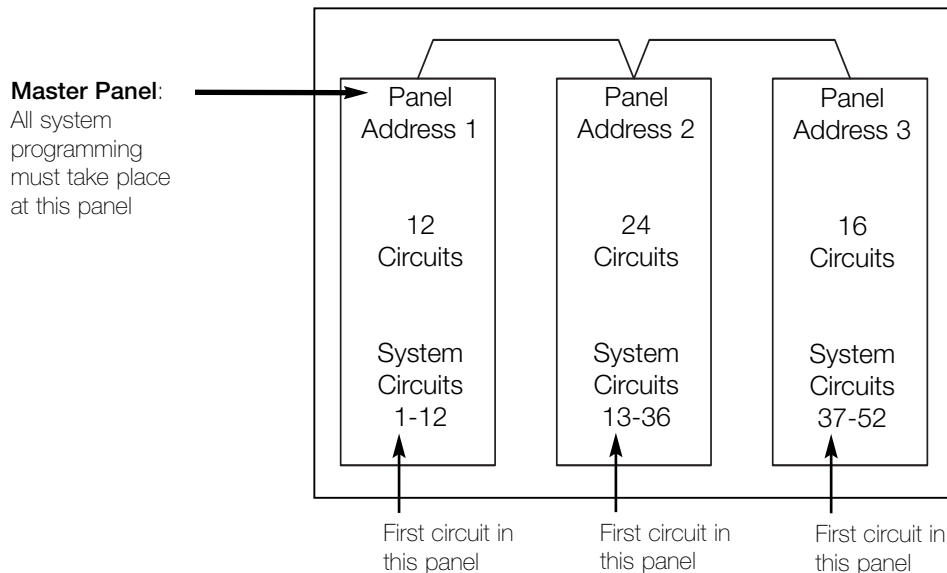 Master Panel:
All system
programming
must take place
at this panel
Panel
Address 1
12
Circuits
System
Circuits
1-12
First circuit in
this panel
Panel
Address 2
24
Circuits
System
Circuits
13-36
First circuit in
this panel
Panel
Address 3
16
Circuits
System
Circuits
37-52
First circuit in
this panel